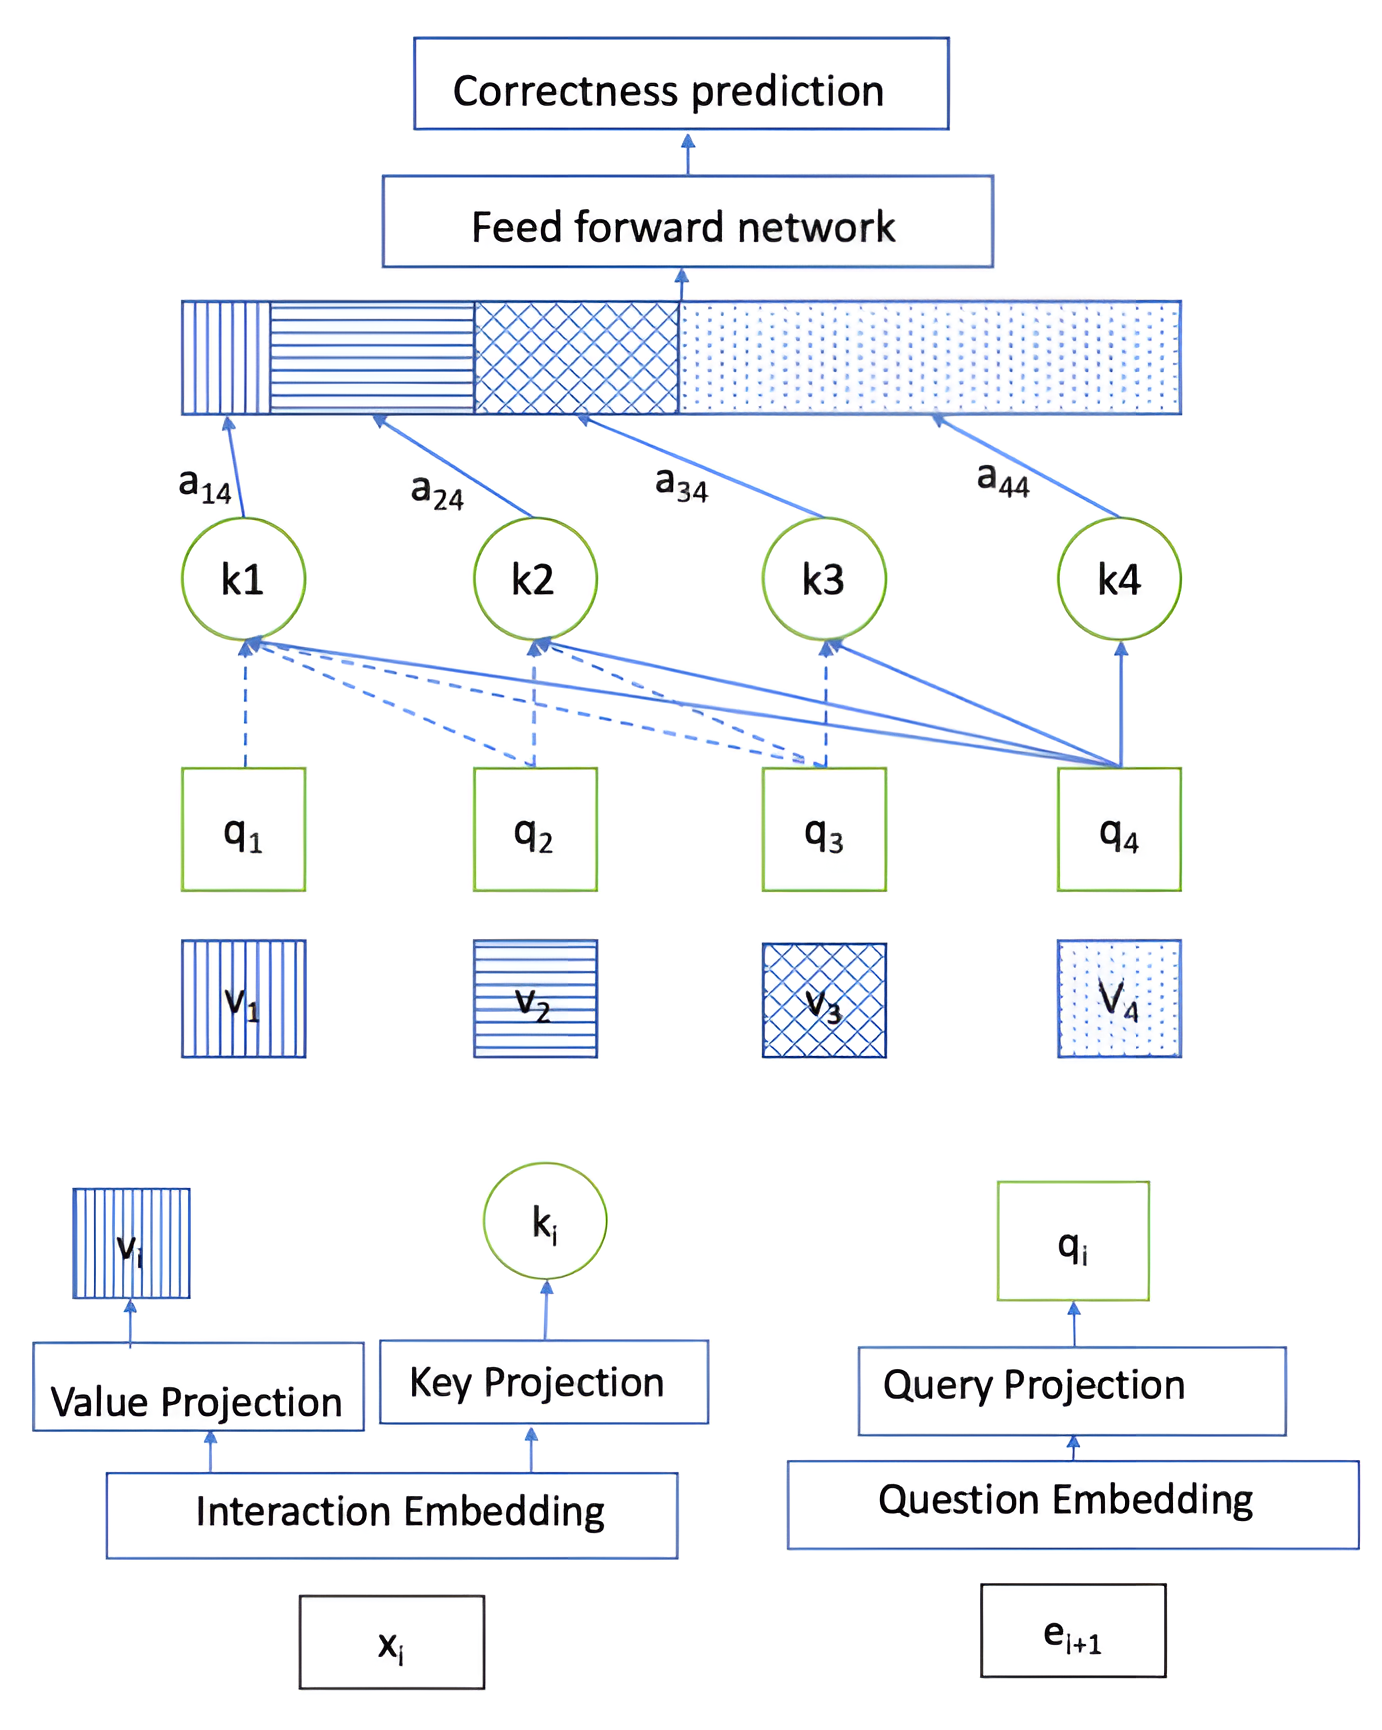 Correctness prediction
Feed forward network
a14 a24 a34 a44
k1 k2 k3 k4
q1 q2 q3 q4
v1 v2 v3 V4
vi ki qi
Value Projection Key Projection Query Projection
Interaction Embedding Question Embedding
xi ei+1